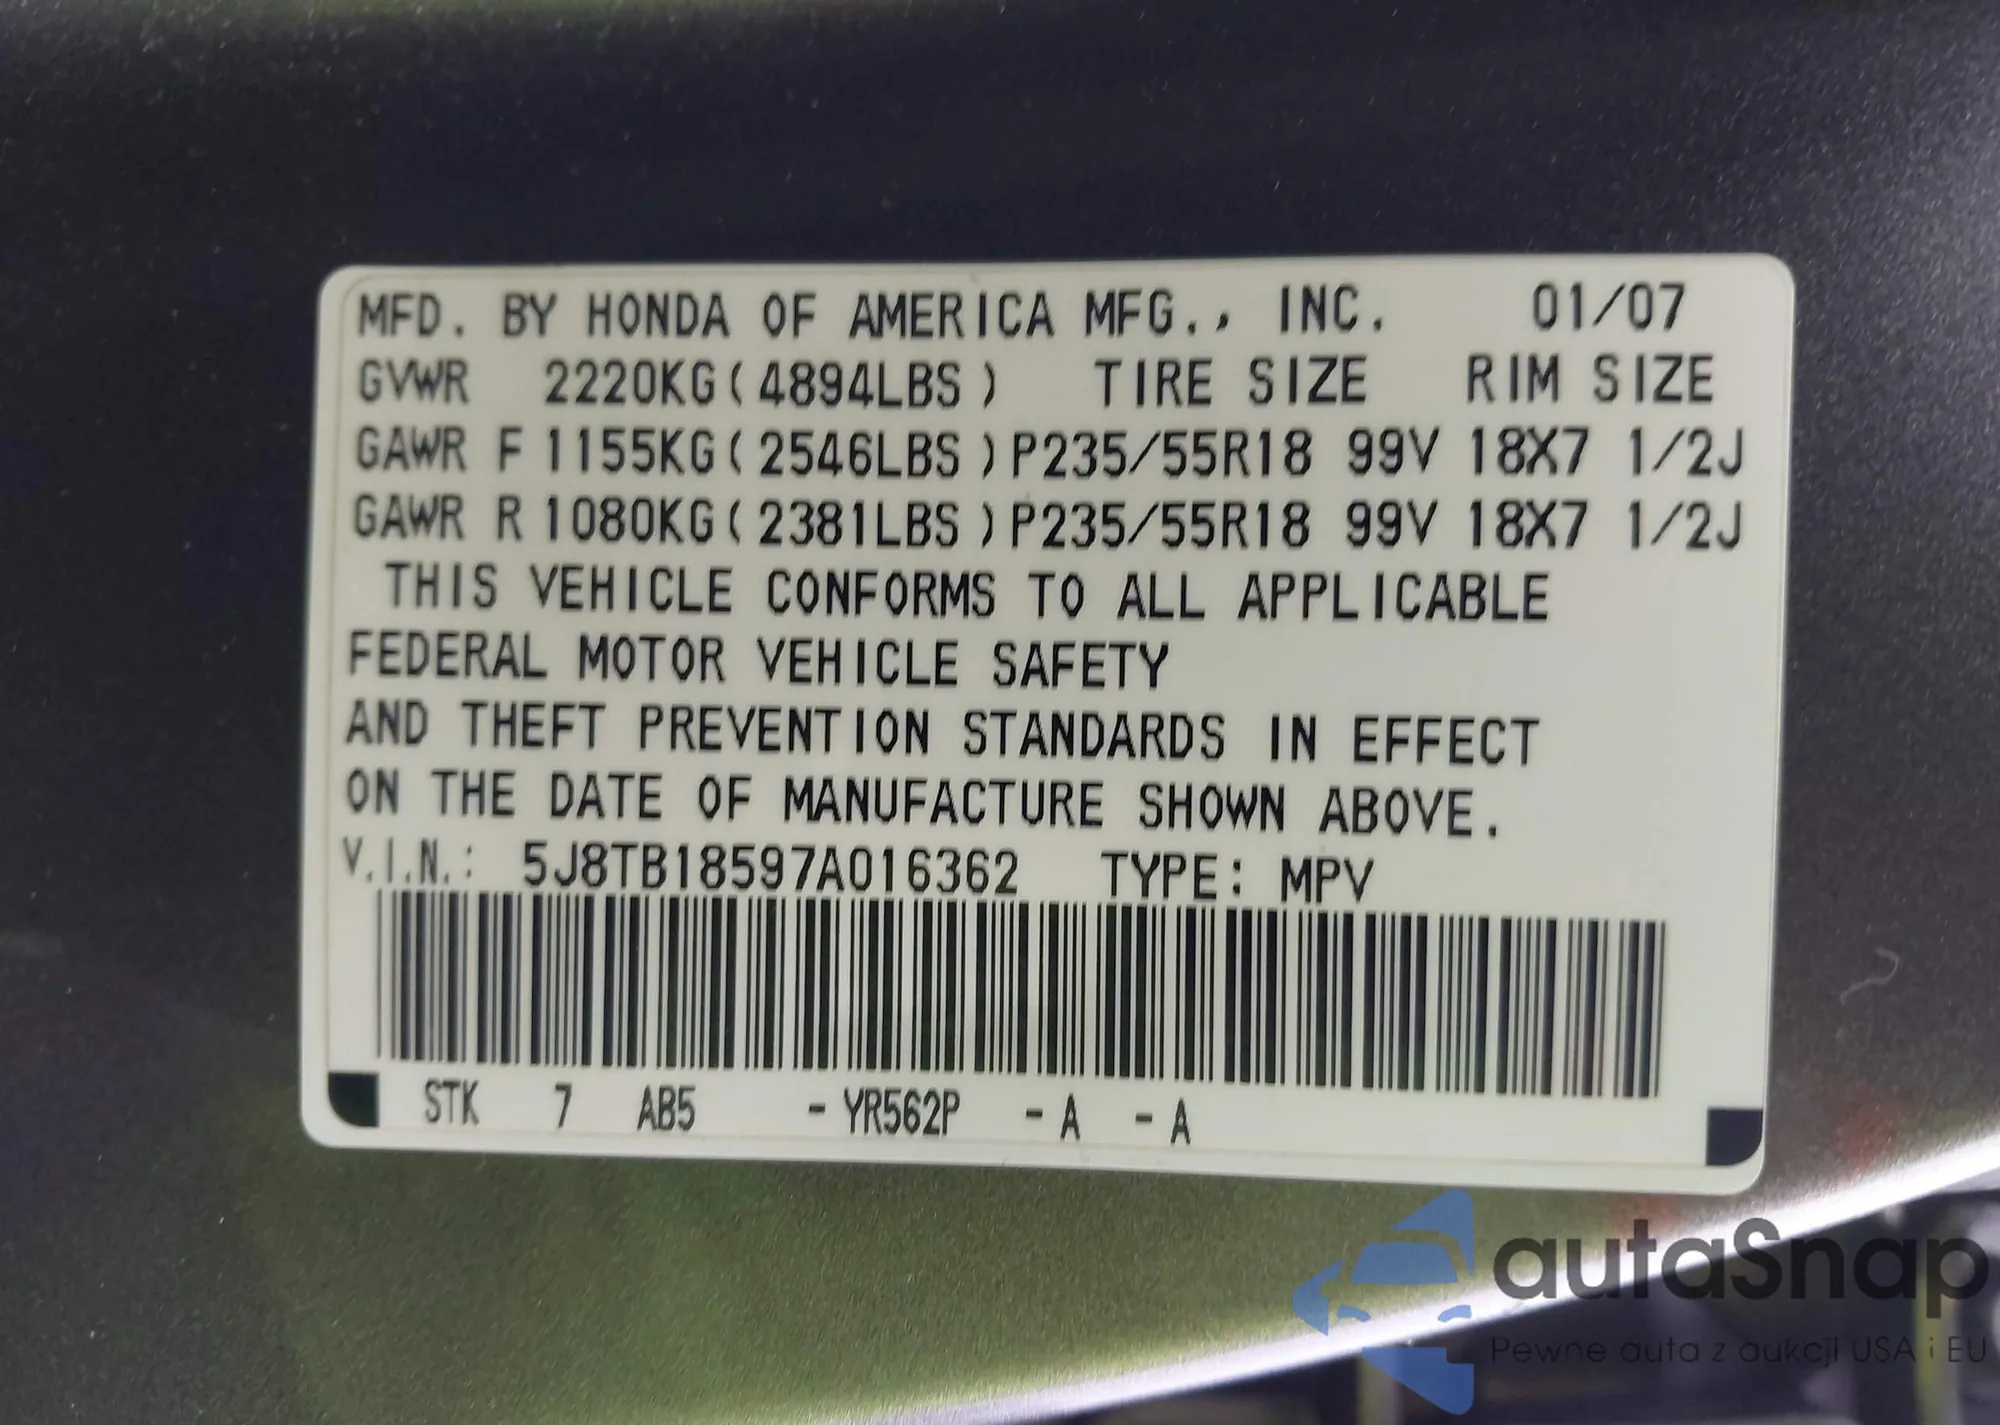 MFD. BY HONDA OF AMERICA MFG., INC. 01/07
GVWR 2220KG(4894LBS) TIRE SIZE RIM SIZE
GAWR F 1155KG(2546LBS)P235/55R18 99V 18X7 1/2J
GAWR R 1080KG(2381LBS)P235/55R18 99V 18X7 1/2J
THIS VEHICLE CONFORMS TO ALL APPLICABLE
FEDERAL MOTOR VEHICLE SAFETY
AND THEFT PREVENTION STANDARDS IN EFFECT
ON THE DATE OF MANUFACTURE SHOWN ABOVE.
V.I.N.: 5J8TB18597A016362 TYPE: MPV
STK 7 AB5 - YR562P - A - A
autaSnap
Pewne auta z aukcji USA i EU